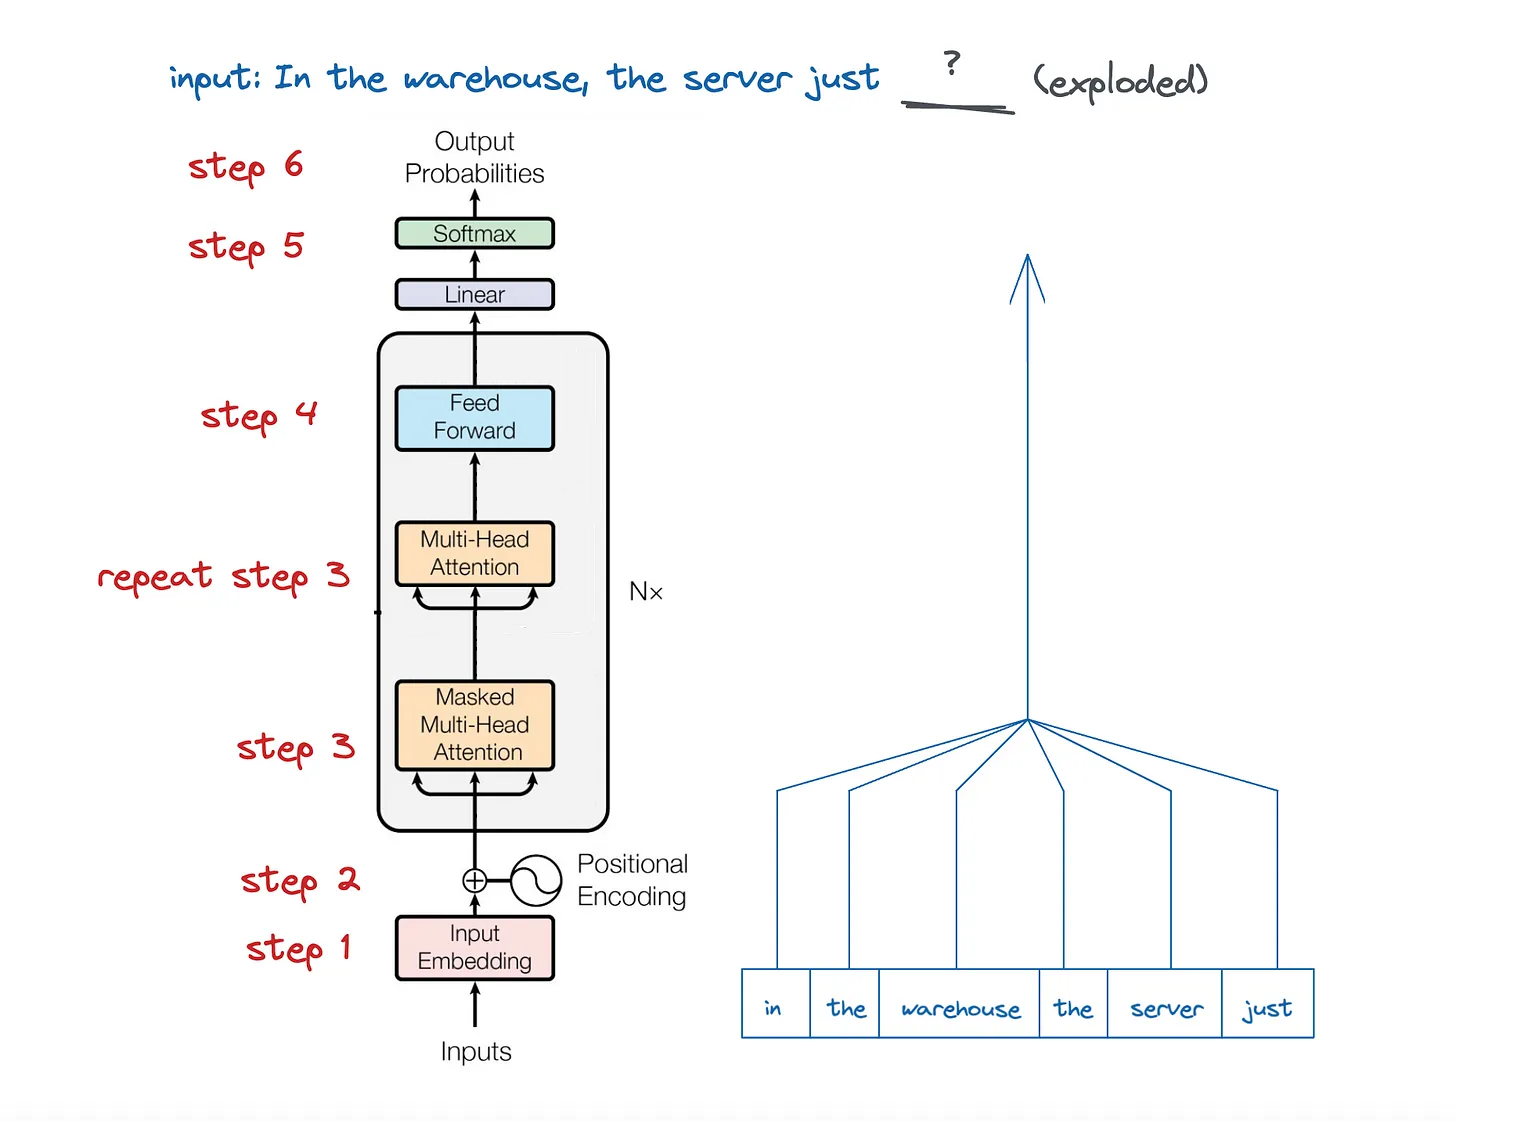 input: In the warehouse, the server just ? (exploded)
Output
Probabilities
step 6
Softmax
step 5
Linear
Feed
Forward
step 4
Multi-Head
Attention
repeat step 3
Nx
Masked
Multi-Head
Attention
step 3
Positional
Encoding
step 2
Input
Embedding
step 1
Inputs
in the warehouse the server just